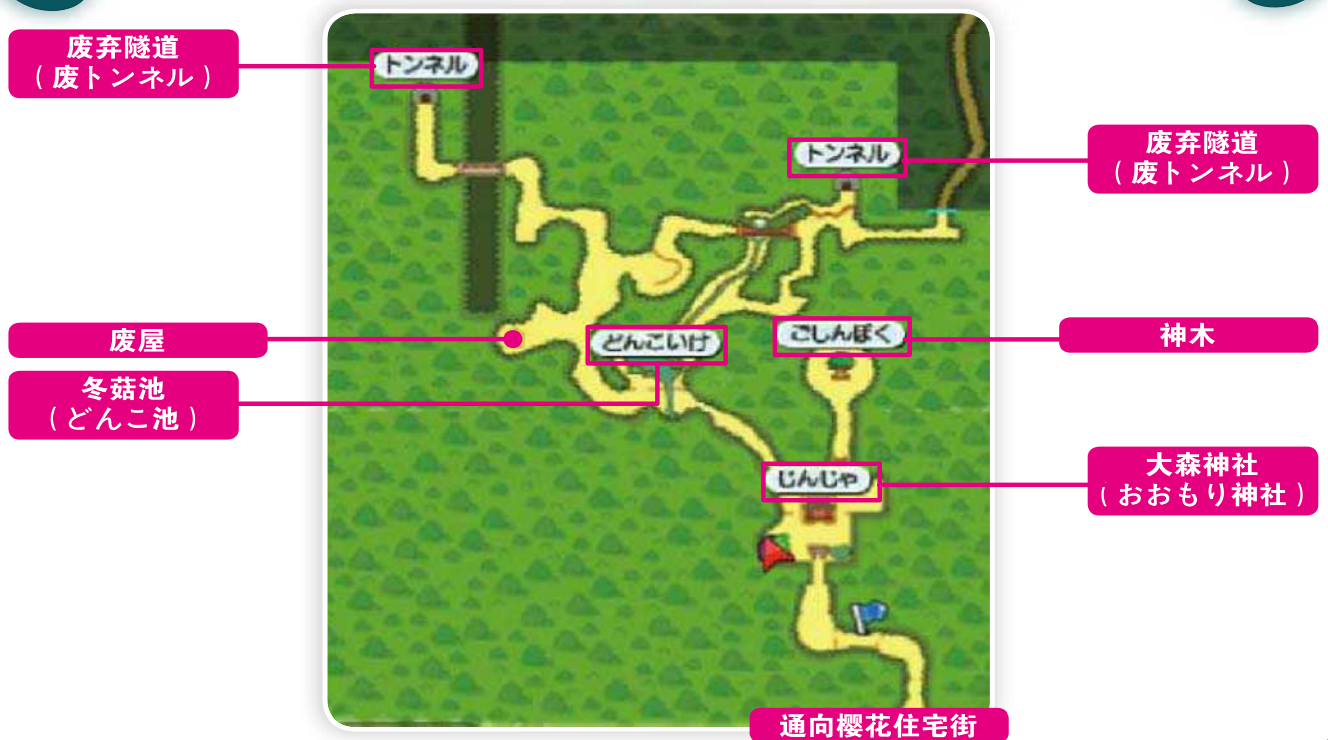 废弃隧道
（废トンネル）
トンネル
トンネル
废弃隧道
（废トンネル）
废屋
どんこいけ
ごしんぼく
神木
冬菇池
（どんこ池）
じんじゃ
大森神社
（おおもり神社）
通向樱花住宅街